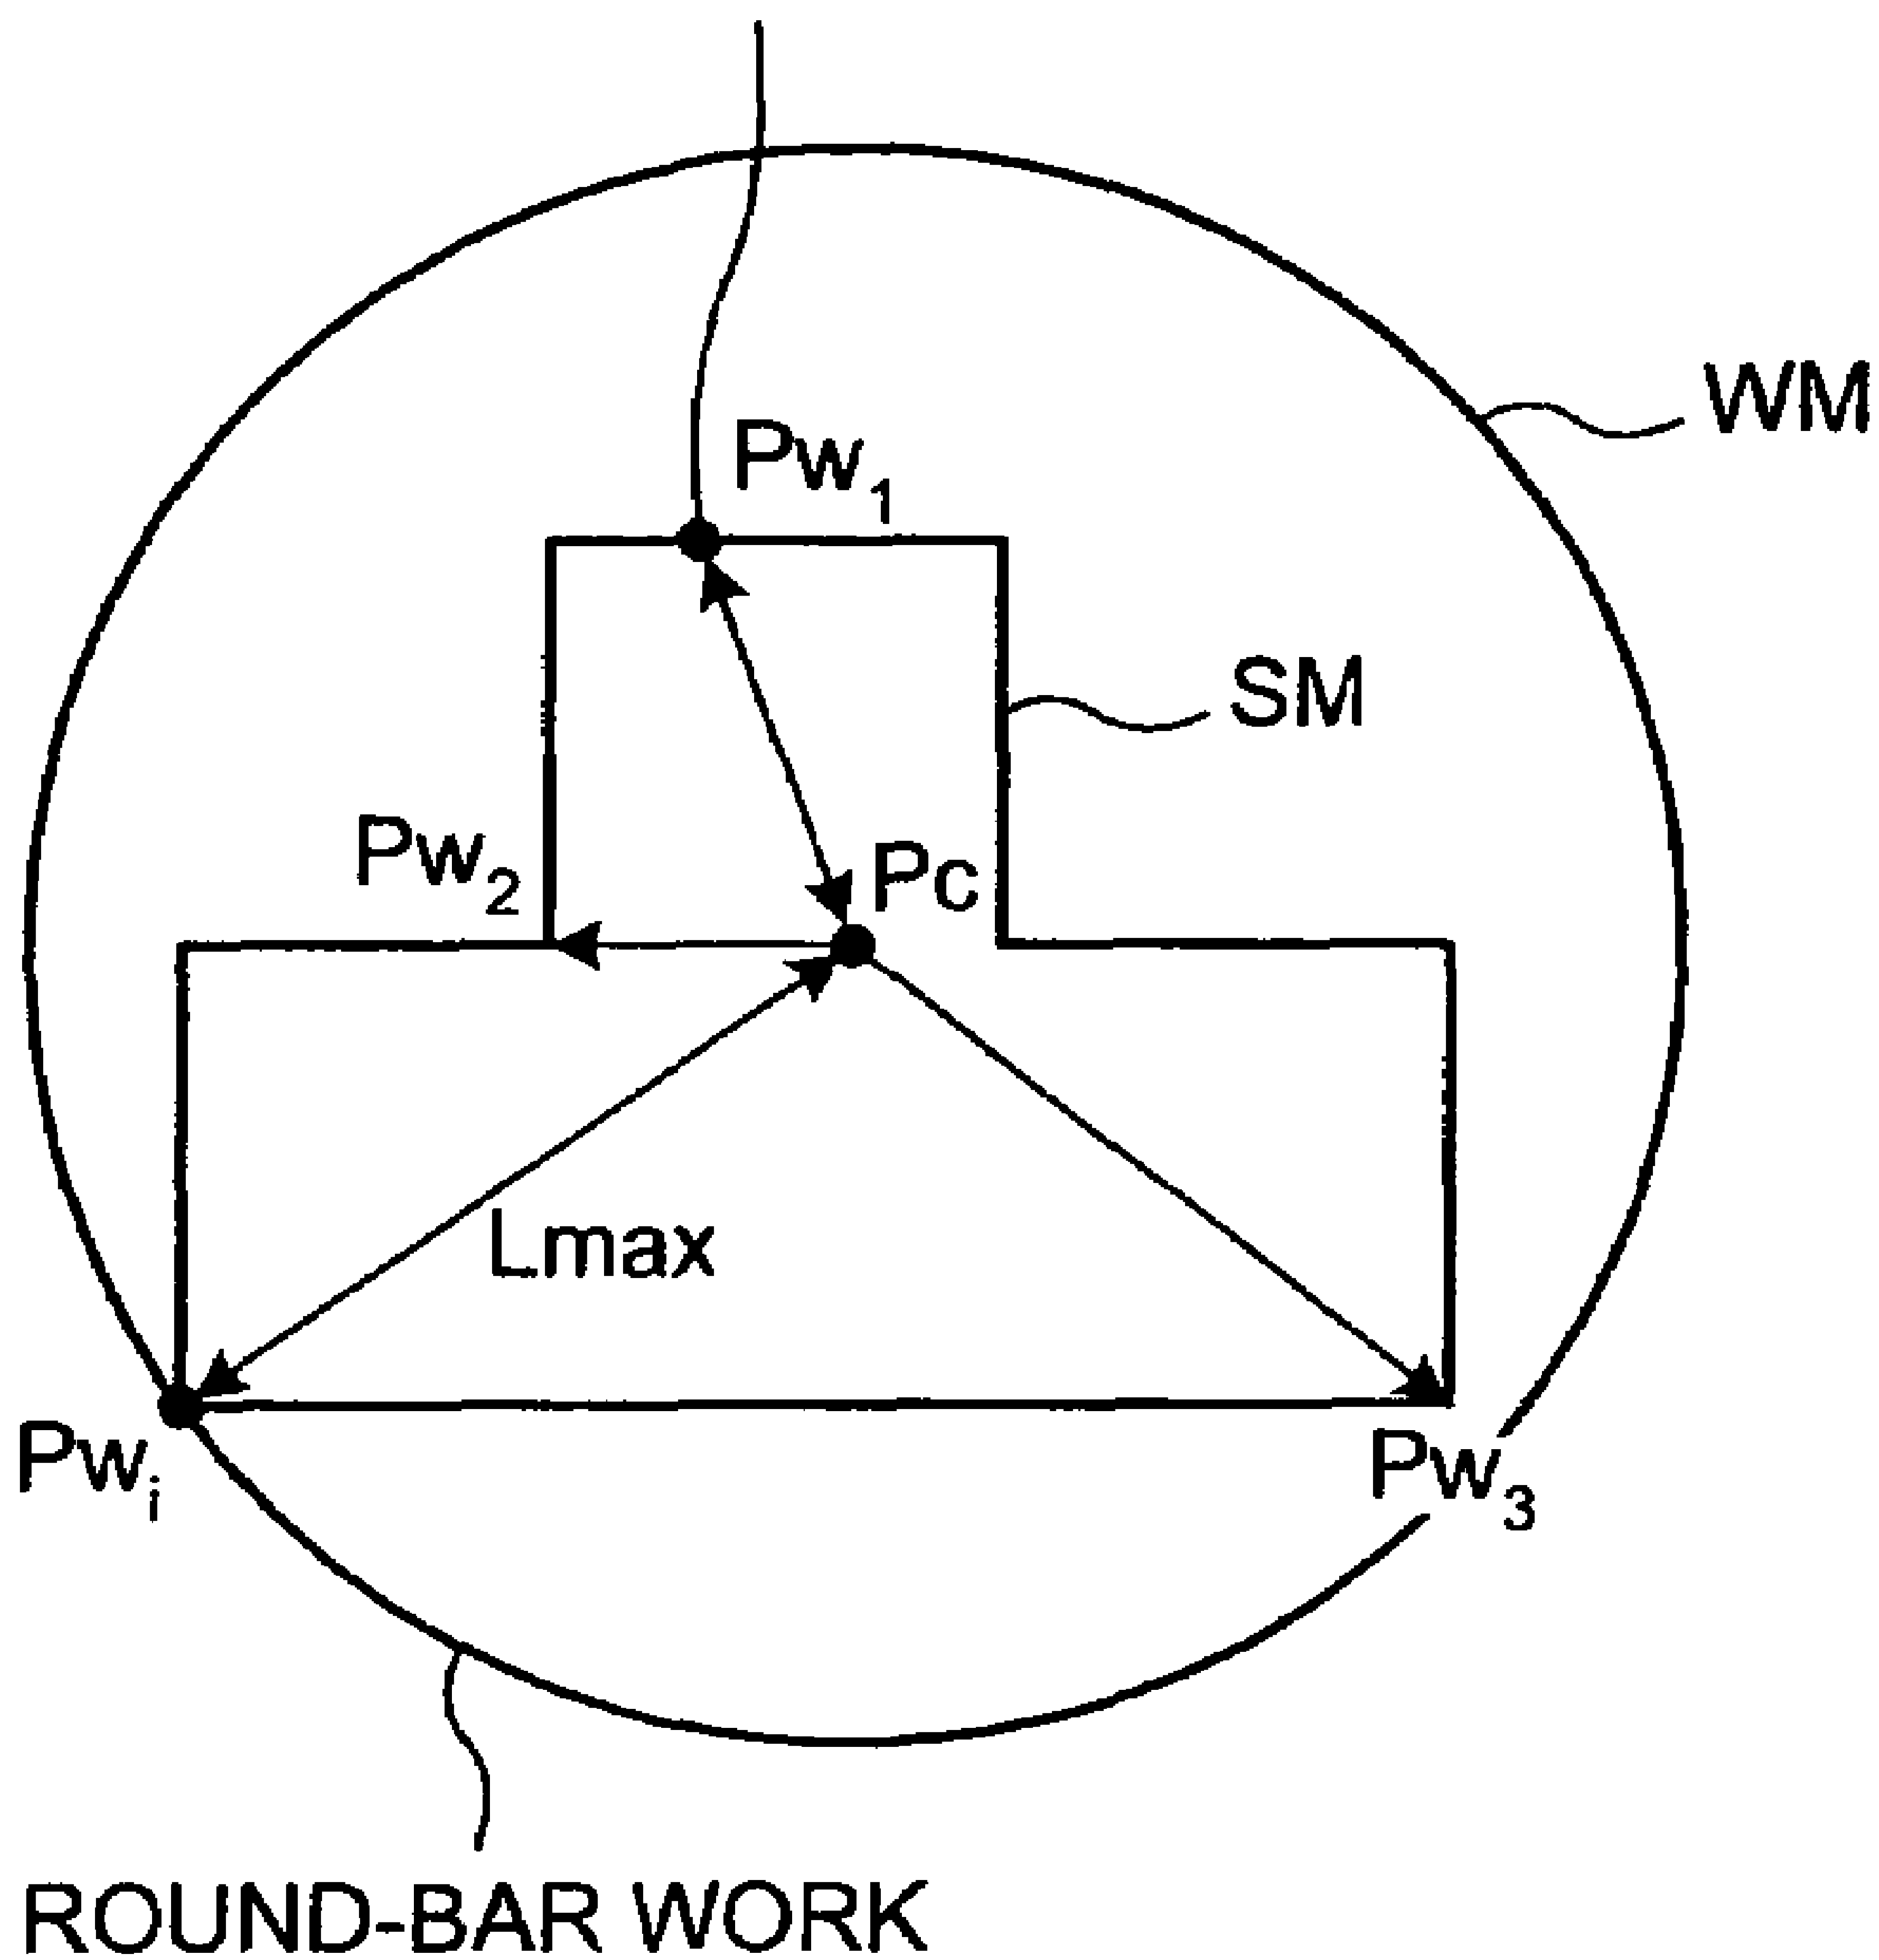 WM
Pw1
SM
Pw2
Pc
Lmax
Pwi
Pw3
ROUND-BAR WORK